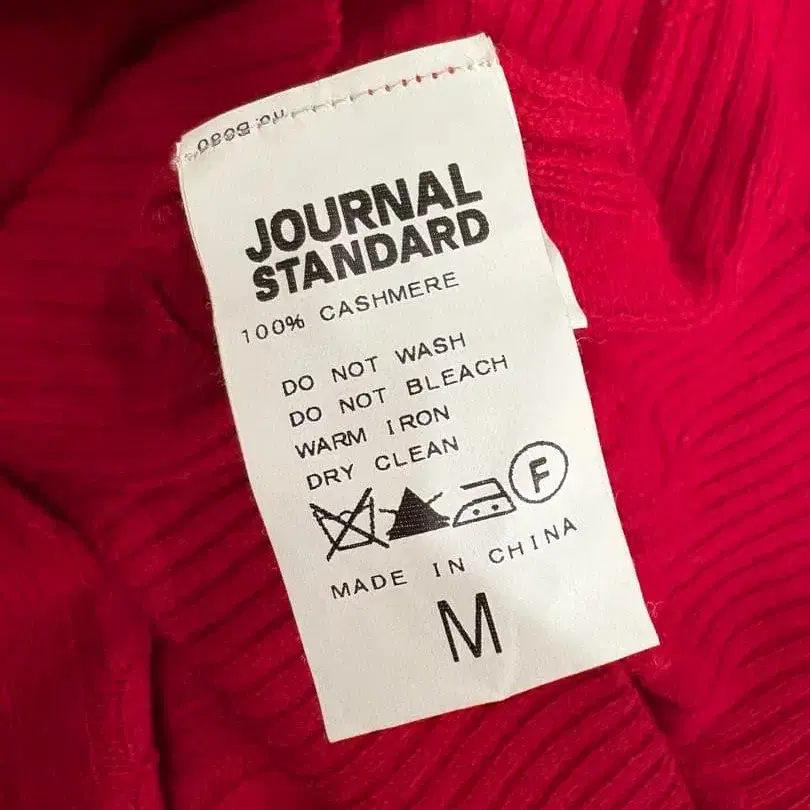 JOURNAL
STANDARD
100% CASHMERE
DO NOT WASH
DO NOT BLEACH
WARM IRON
DRY CLEAN
F
MADE IN CHINA
M